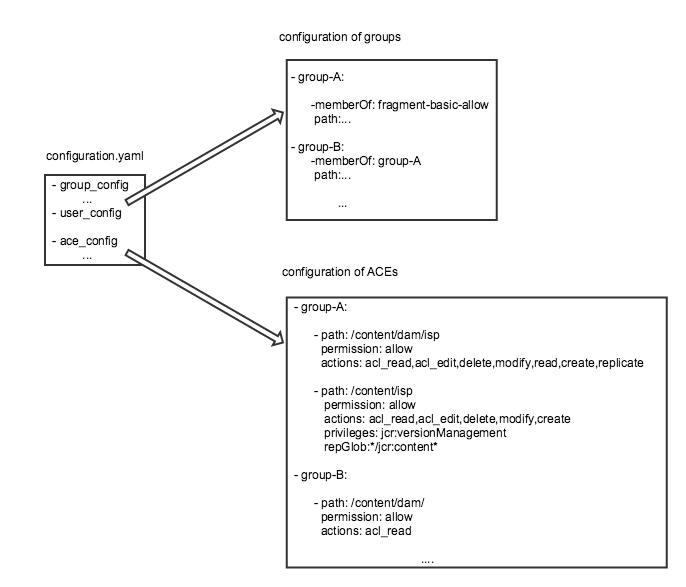 configuration of groups
- group-A:
-memberOf: fragment-basic-allow
path:...
- group-B:
-memberOf: group-A
path:...
...
configuration.yaml
- group_config
...
- user_config
- ace_config
...
configuration of ACEs
- group-A:
- path: /content/dam/isp
permission: allow
actions: acl_read,acl_edit,delete,modify,read,create,replicate
- path: /content/isp
permission: allow
actions: acl_read,acl_edit,delete,modify,create
privileges: jcr:versionManagement
repGlob:*/jcr:content*
- group-B:
- path: /content/dam/
permission: allow
actions: acl_read
....